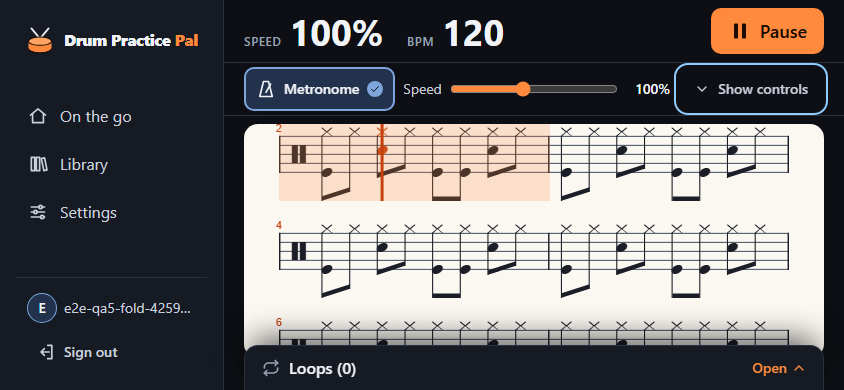 Drum Practice Pal
On the go
Library
Settings
E e2e-qa5-fold-4259...
Sign out
SPEED 100% BPM 120
Pause
Metronome
Speed 100%
Show controls
2
4
6
Loops (0)
Open